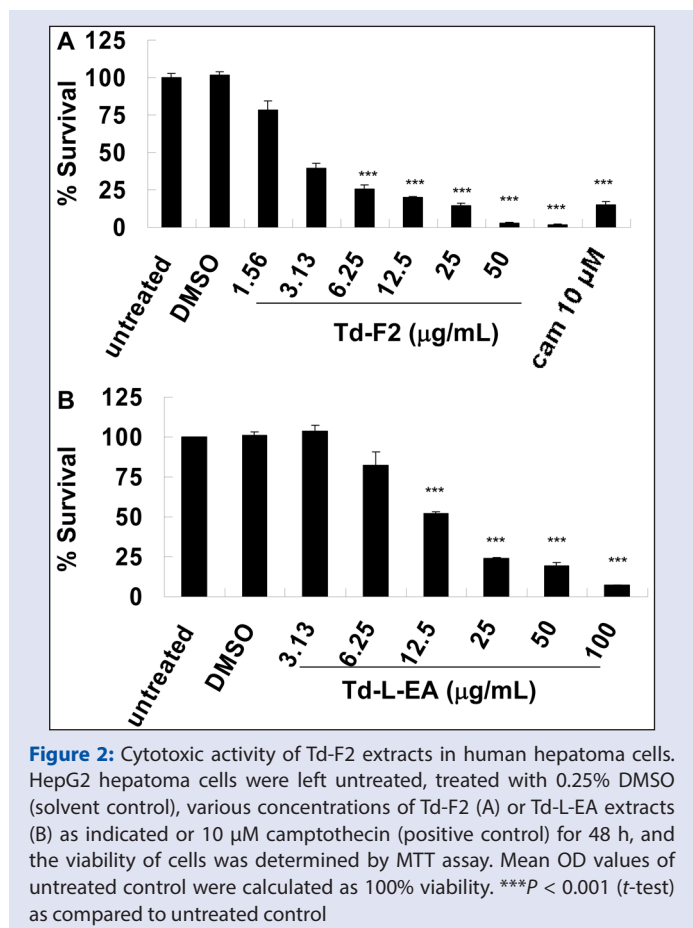 A
125
100
75
50
25
0
% Survival
*** *** *** *** *** ***
untreated DMSO 1.56 3.13 6.25 12.5 25 50 cam 10 μM
Td-F2 (μg/mL)
B
125
100
75
50
25
0
% Survival
*** *** *** ***
untreated DMSO 3.13 6.25 12.5 25 50 100
Td-L-EA (μg/mL)
Figure 2: Cytotoxic activity of Td-F2 extracts in human hepatoma cells.
HepG2 hepatoma cells were left untreated, treated with 0.25% DMSO
(solvent control), various concentrations of Td-F2 (A) or Td-L-EA extracts
(B) as indicated or 10 μM camptothecin (positive control) for 48 h, and
the viability of cells was determined by MTT assay. Mean OD values of
untreated control were calculated as 100% viability. ***P < 0.001 (t-test)
as compared to untreated control